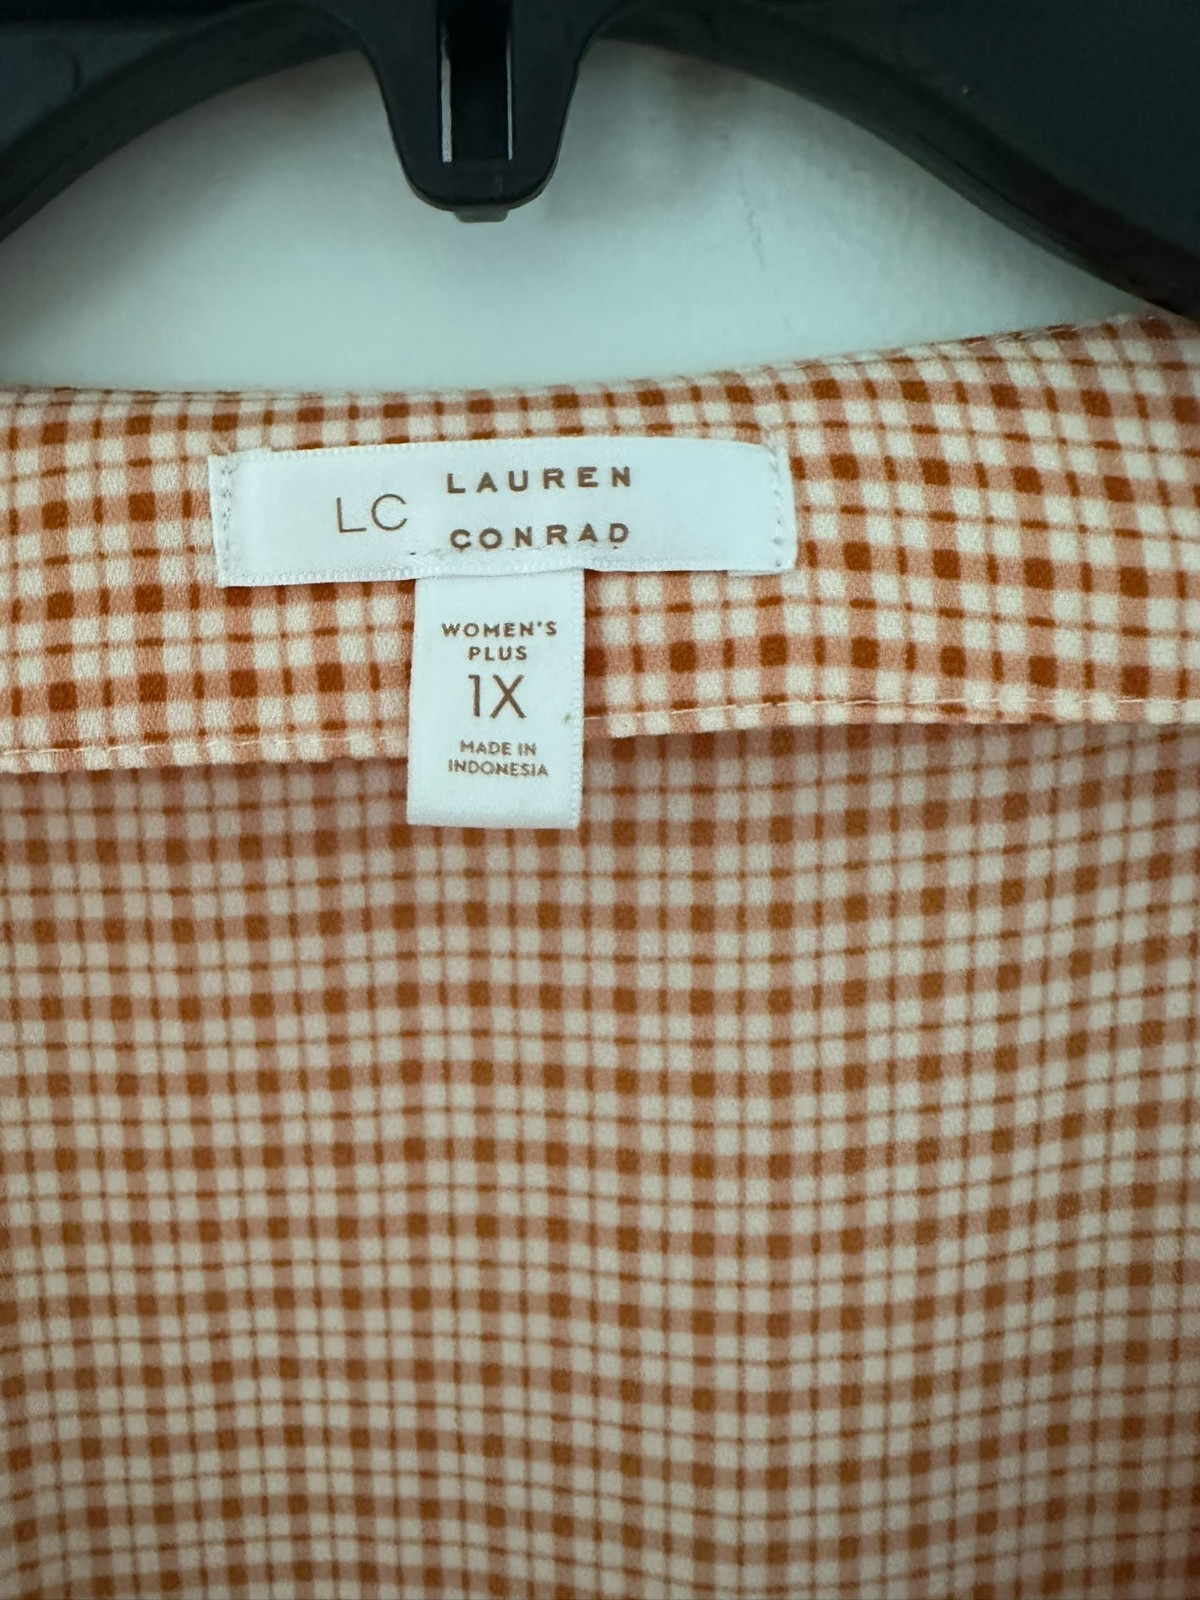 LC LAUREN
CONRAD
WOMEN'S
PLUS
1X
MADE IN
INDONESIA